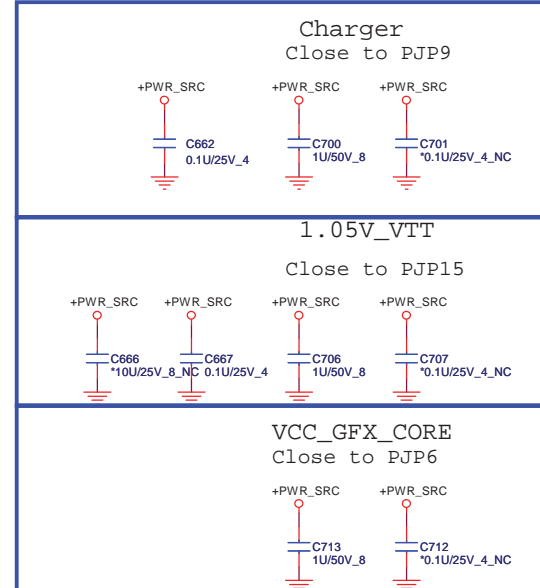 Charger
Close to PJP9
+PWR_SRC +PWR_SRC +PWR_SRC
C662 C700 C701
0.1U/25V_4 1U/50V_8 *0.1U/25V_4_NC
1.05V_VTT
Close to PJP15
+PWR_SRC +PWR_SRC +PWR_SRC +PWR_SRC
C666 C667 C706 C707
*10U/25V_8_NC 0.1U/25V_4 1U/50V_8 *0.1U/25V_4_NC
VCC_GFX_CORE
Close to PJP6
+PWR_SRC +PWR_SRC
C713 C712
1U/50V_8 *0.1U/25V_4_NC